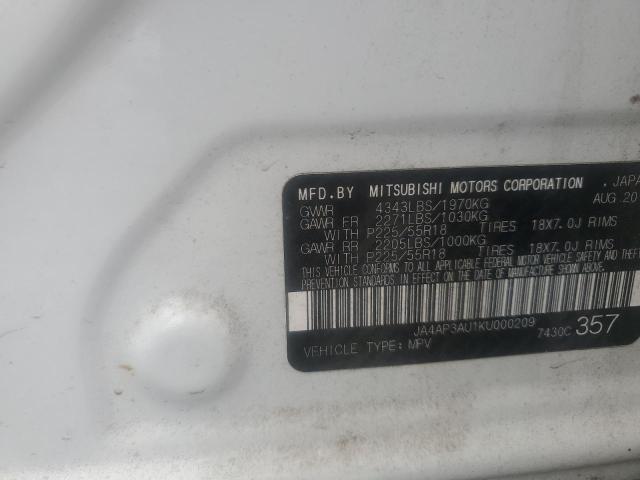 MFD. BY MITSUBISHI MOTORS CORPORATION , JAPA
GVWR 4343LBS/1970KG AUG. 20
GAWR FR 2271LBS/1030KG
WITH P225/55R18 TIRES 18X7.0J RIMS
GAWR RR 2205LBS/1000KG
WITH P225/55R18 TIRES 18X7.0J RIMS
THIS VEHICLE CONFORMS TO ALL APPLICABLE FEDERAL MOTOR VEHICLE SAFETY AND THEFT
PREVENTION STANDARDS IN EFFECT ON THE DATE OF MANUFACTURE SHOWN ABOVE.
JA4AP3AU1KU000209
VEHICLE TYPE: MPV 7430C 357